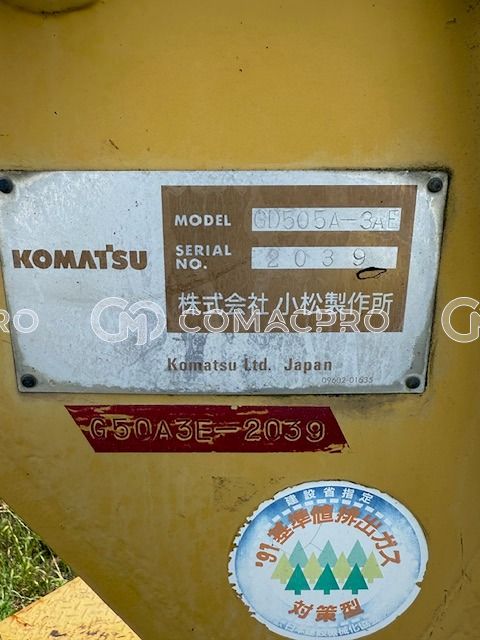 MODEL GD505A-3AE
KOMATSU
SERIAL NO. 2039
株式会社 小松製作所
COMACPRO
Komatsu Ltd. Japan
09602-01635
G50A3E-2039
建設省指定
'91基準値排出ガス
対策型